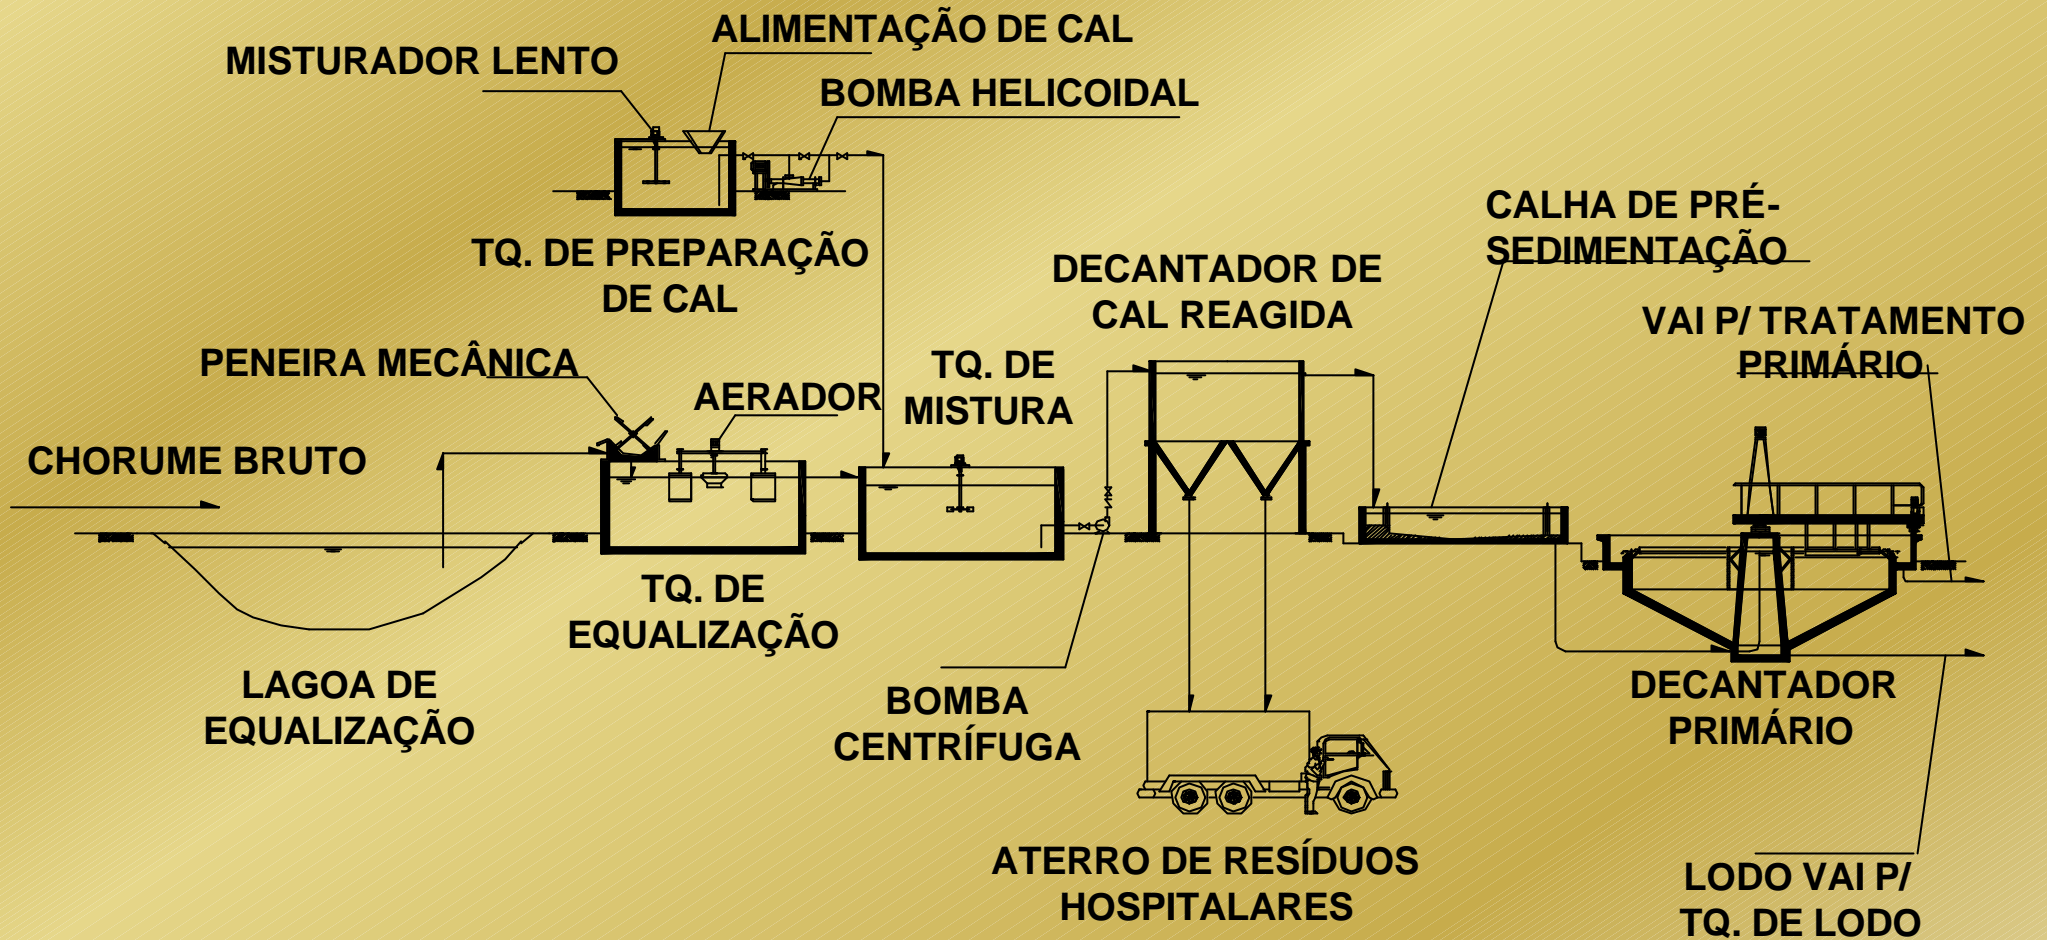 ALIMENTAÇÃO DE CAL
MISTURADOR LENTO
BOMBA HELICOIDAL
CALHA DE PRÉ-
SEDIMENTAÇÃO
TQ. DE PREPARAÇÃO
DE CAL
DECANTADOR DE
CAL REAGIDA
VAI P/ TRATAMENTO
PRIMÁRIO
PENEIRA MECÂNICA
AERADOR
TQ. DE
MISTURA
CHORUME BRUTO
TQ. DE
EQUALIZAÇÃO
LAGOA DE
EQUALIZAÇÃO
BOMBA
CENTRÍFUGA
DECANTADOR
PRIMÁRIO
ATERRO DE RESÍDUOS
HOSPITALARES
LODO VAI P/
TQ. DE LODO